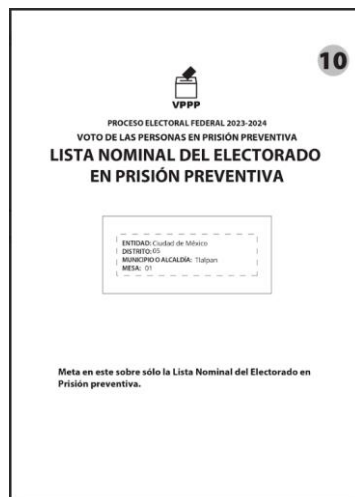 10
VPPP
PROCESO ELECTORAL FEDERAL 2023-2024
VOTO DE LAS PERSONAS EN PRISIÓN PREVENTIVA
LISTA NOMINAL DEL ELECTORADO
EN PRISIÓN PREVENTIVA
ENTIDAD: Ciudad de México
DISTRITO: 05
MUNICIPIO O ALCALDÍA: Tlalpan
MESA: 01
Meta en este sobre sólo la Lista Nominal del Electorado en
Prisión preventiva.